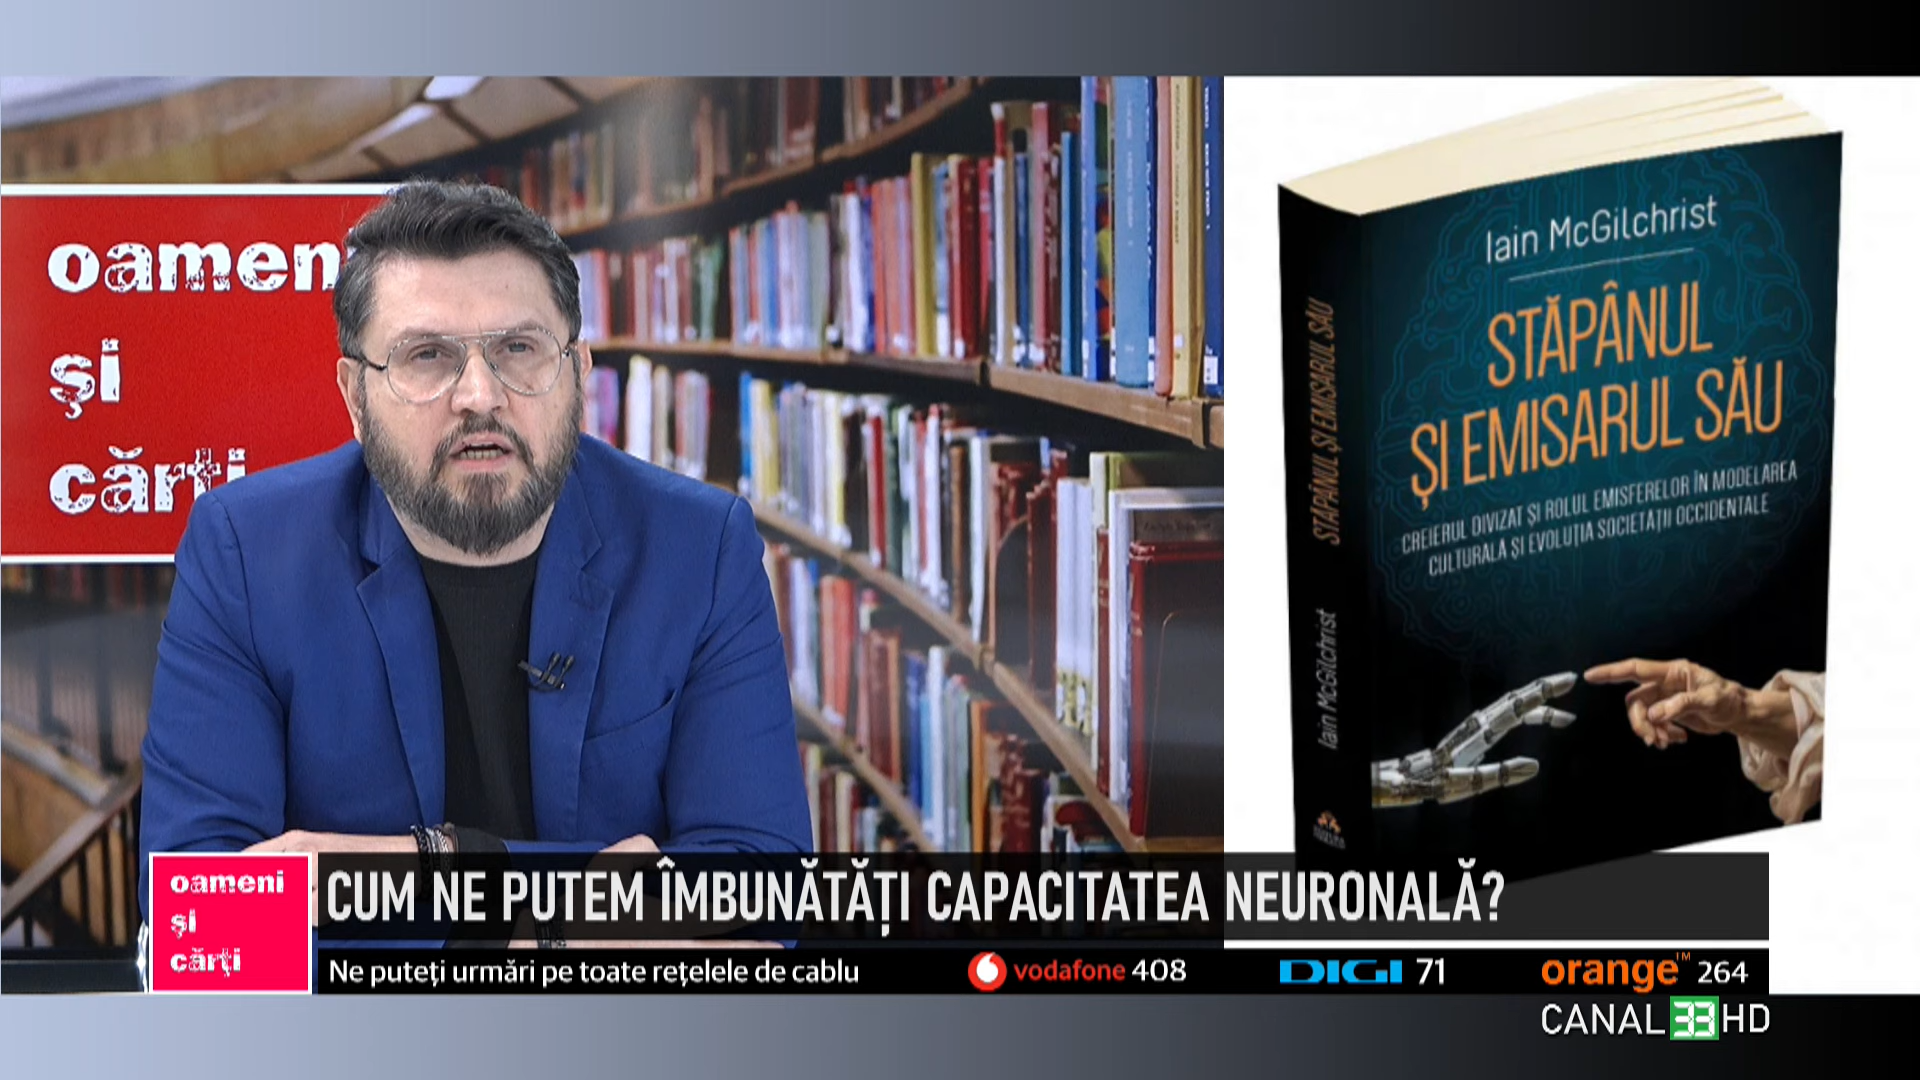 oameni
și
cărți
Iain McGilchrist
STĂPÂNUL
ȘI EMISARUL SĂU
CREIERUL DIVIZAT ȘI ROLUL EMISFERELOR ÎN MODELAREA
CULTURALĂ ȘI EVOLUȚIA SOCIETĂȚII OCCIDENTALE
STĂPÂNUL ȘI EMISARUL SĂU
Iain McGilchrist
oameni
și
cărți
CUM NE PUTEM ÎMBUNĂTĂȚI CAPACITATEA NEURONALĂ?
Ne puteți urmări pe toate rețelele de cablu
vodafone 408
DIGI 71
orange™ 264
CANAL 33 HD